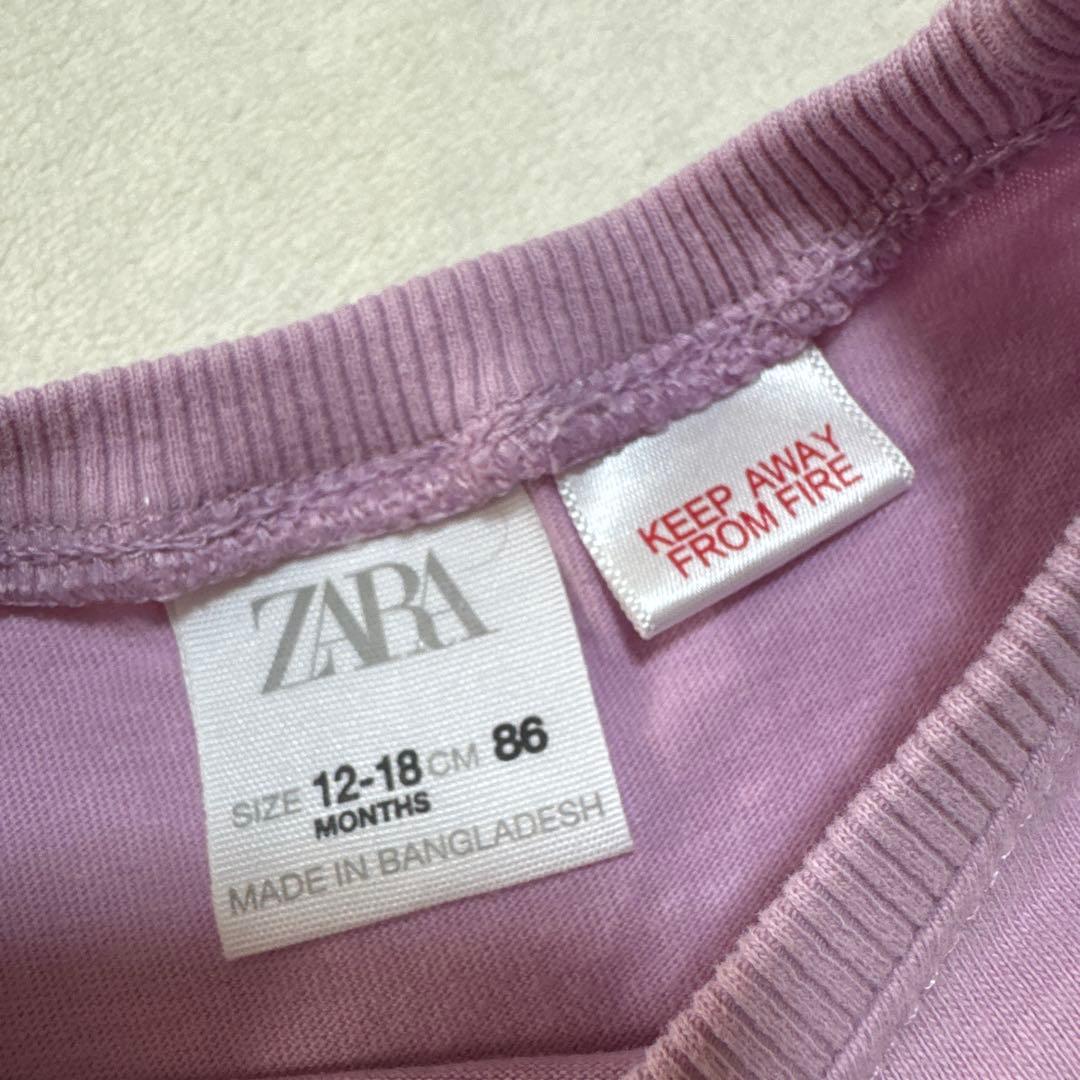 ZARA
SIZE 12-18 CM 86
MONTHS
MADE IN BANGLADESH
KEEP AWAY
FROM FIRE